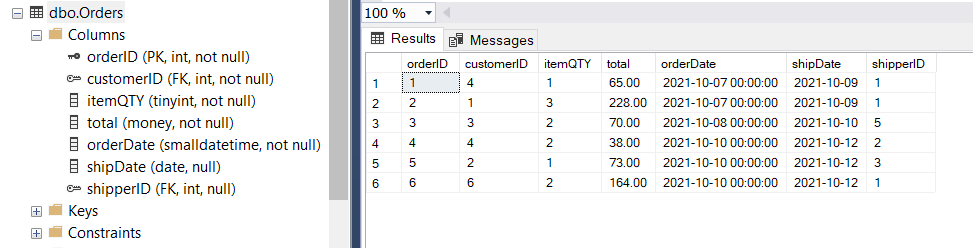 dbo.Orders
Columns
orderID (PK, int, not null)
customerID (FK, int, not null)
itemQTY (tinyint, not null)
total (money, not null)
orderDate (smalldatetime, not null)
shipDate (date, null)
shipperID (FK, int, null)
Keys
Constraints
100 %
Results Messages
orderID customerID itemQTY total orderDate shipDate shipperID
1 1 4 1 65.00 2021-10-07 00:00:00 2021-10-09 1
2 2 1 3 228.00 2021-10-07 00:00:00 2021-10-09 1
3 3 3 2 70.00 2021-10-08 00:00:00 2021-10-10 5
4 4 4 2 38.00 2021-10-10 00:00:00 2021-10-12 2
5 5 2 1 73.00 2021-10-10 00:00:00 2021-10-12 3
6 6 6 2 164.00 2021-10-10 00:00:00 2021-10-12 1